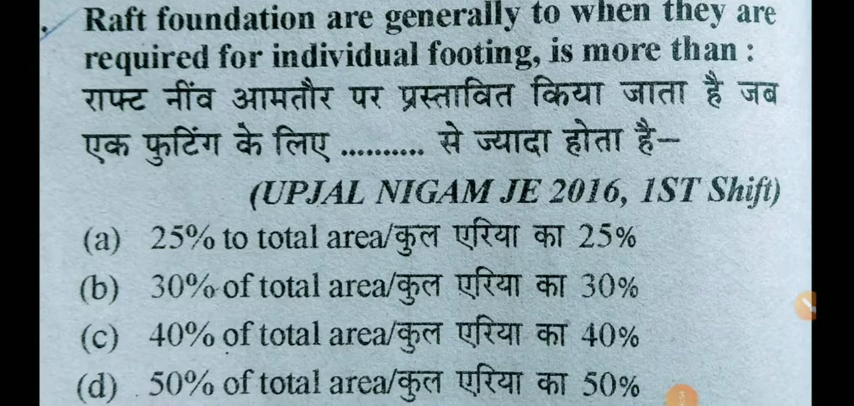 Raft foundation are generally to when they are
required for individual footing, is more than :
राफ्ट नींव आमतौर पर प्रस्तावित किया जाता है जब
एक फुटिंग के लिए .......... से ज्यादा होता है–
(UPJAL NIGAM JE 2016, 1ST Shift)
(a) 25% to total area/कुल एरिया का 25%
(b) 30% of total area/कुल एरिया का 30%
(c) 40% of total area/कुल एरिया का 40%
(d) 50% of total area/कुल एरिया का 50%